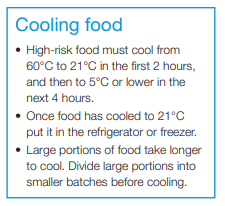 Cooling food
• High-risk food must cool from
60°C to 21°C in the first 2 hours,
and then to 5°C or lower in the
next 4 hours.
• Once food has cooled to 21°C
put it in the refrigerator or freezer.
• Large portions of food take longer
to cool. Divide large portions into
smaller batches before cooling.